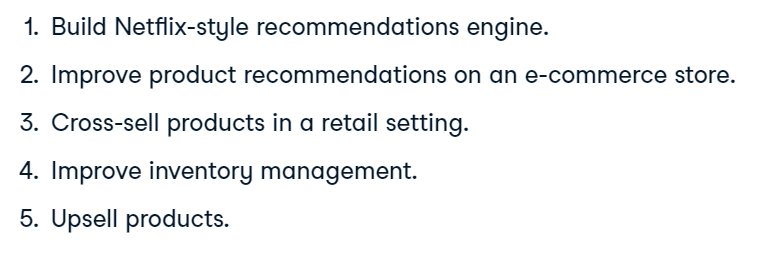 1. Build Netflix-style recommendations engine.
2. Improve product recommendations on an e-commerce store.
3. Cross-sell products in a retail setting.
4. Improve inventory management.
5. Upsell products.